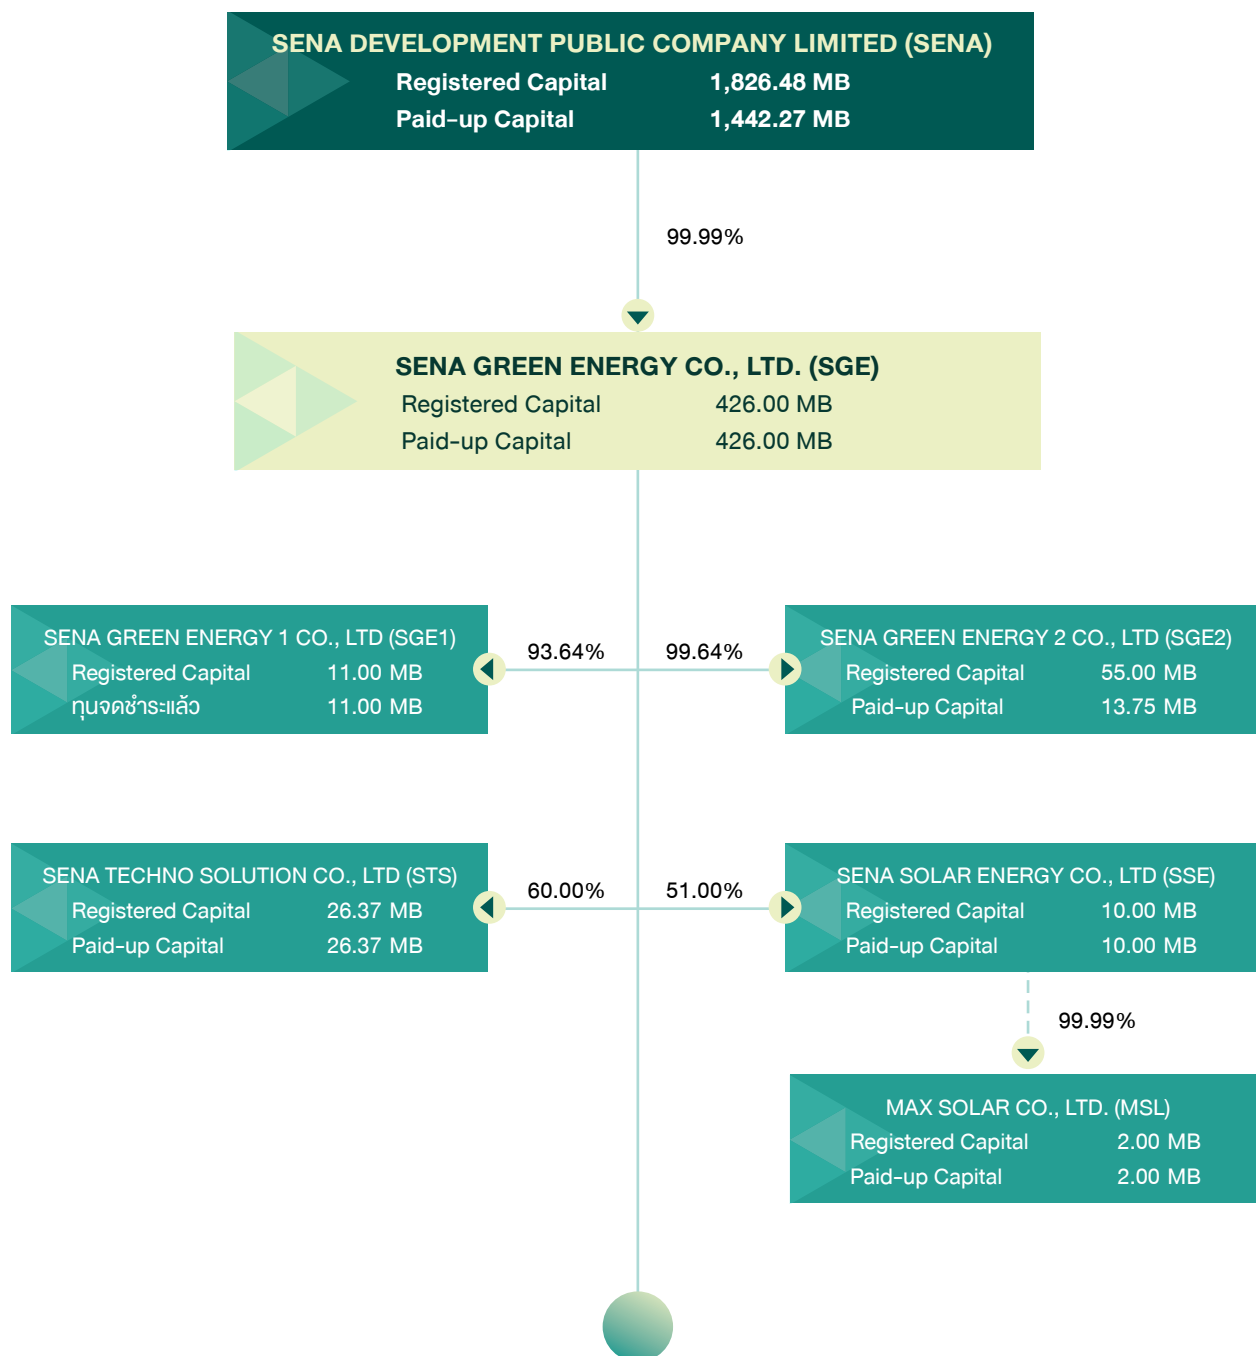 SENA DEVELOPMENT PUBLIC COMPANY LIMITED (SENA)
Registered Capital 1,826.48 MB
Paid-up Capital 1,442.27 MB
99.99%
SENA GREEN ENERGY CO., LTD. (SGE)
Registered Capital 426.00 MB
Paid-up Capital 426.00 MB
SENA GREEN ENERGY 1 CO., LTD (SGE1)
Registered Capital 11.00 MB
ทุนจดชำระแล้ว 11.00 MB
93.64% 99.64%
SENA GREEN ENERGY 2 CO., LTD (SGE2)
Registered Capital 55.00 MB
Paid-up Capital 13.75 MB
SENA TECHNO SOLUTION CO., LTD (STS)
Registered Capital 26.37 MB
Paid-up Capital 26.37 MB
60.00% 51.00%
SENA SOLAR ENERGY CO., LTD (SSE)
Registered Capital 10.00 MB
Paid-up Capital 10.00 MB
99.99%
MAX SOLAR CO., LTD. (MSL)
Registered Capital 2.00 MB
Paid-up Capital 2.00 MB